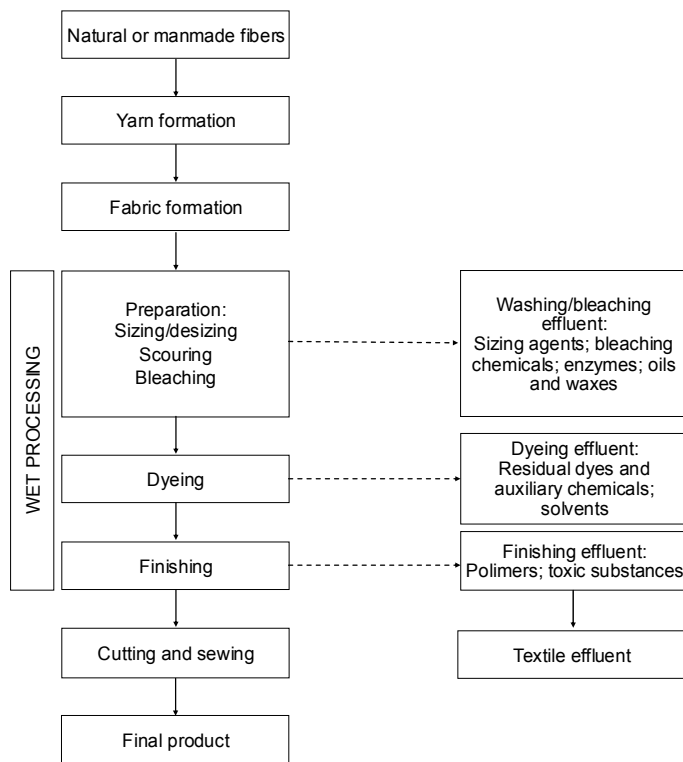 Natural or manmade fibers
Yarn formation
Fabric formation
WET PROCESSING
Preparation:
Sizing/desizing
Scouring
Bleaching
Washing/bleaching
effluent:
Sizing agents; bleaching
chemicals; enzymes; oils
and waxes
Dyeing
Dyeing effluent:
Residual dyes and
auxiliary chemicals;
solvents
Finishing
Finishing effluent:
Polimers; toxic substances
Cutting and sewing
Textile effluent
Final product